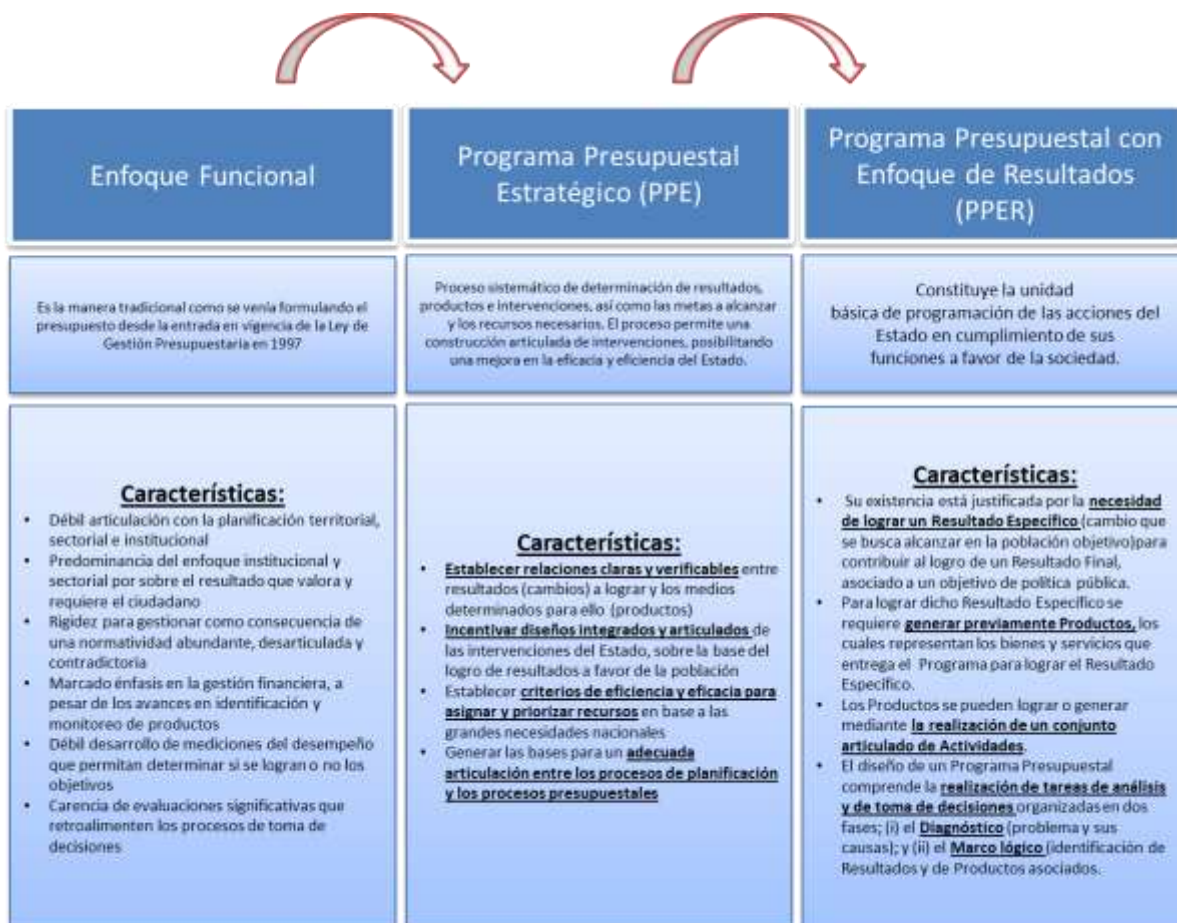 Enfoque Funcional
Es la manera tradicional como se venía formulando el
presupuesto desde la entrada en vigencia de la Ley de
Gestión Presupuestaria en 1997
Características:
• Débil articulación con la planificación territorial,
sectorial e institucional
• Predominancia del enfoque institucional y
sectorial por sobre el resultado que valora y
requiere el ciudadano
• Rigidez para gestionar como consecuencia de
una normatividad abundante, desarticulada y
contradictoria
• Marcado énfasis en la gestión financiera, a
pesar de los avances en identificación y
monitoreo de productos
• Débil desarrollo de mediciones del desempeño
que permitan determinar si se logran o no los
objetivos
• Carencia de evaluaciones significativas que
retroalimenten los procesos de toma de
decisiones
Programa Presupuestal
Estratégico (PPE)
Proceso sistemático de determinación de resultados,
productos e intervenciones, así como las metas a alcanzar
y los recursos necesarios. El proceso permite una
construcción articulada de intervenciones, posibilitando
una mejora en la eficacia y eficiencia del Estado.
Características:
• Establecer relaciones claras y verificables entre
resultados (cambios) a lograr y los medios
determinados para ello (productos)
• Incentivar diseños integrados y articulados de
las intervenciones del Estado, sobre la base del
logro de resultados a favor de la población
• Establecer criterios de eficiencia y eficacia para
asignar y priorizar recursos en base a las
grandes necesidades nacionales
• Generar las bases para un adecuada
articulación entre los procesos de planificación
y los procesos presupuestales
Programa Presupuestal con
Enfoque de Resultados
(PPER)
Constituye la unidad
básica de programación de las acciones del
Estado en cumplimiento de sus
funciones a favor de la sociedad.
Características:
• Su existencia está justificada por la necesidad
de lograr un Resultado Específico (cambio que
se busca alcanzar en la población objetivo)para
contribuir al logro de un Resultado Final,
asociado a un objetivo de política pública.
• Para lograr dicho Resultado Específico se
requiere generar previamente Productos, los
cuales representan los bienes y servicios que
entrega el Programa para lograr el Resultado
Específico.
• Los Productos se pueden lograr o generar
mediante la realización de un conjunto
articulado de Actividades.
• El diseño de un Programa Presupuestal
comprende la realización de tareas de análisis
y de toma de decisiones organizadas en dos
fases; (i) el Diagnóstico (problema y sus
causas); y (ii) el Marco lógico (identificación de
Resultados y de Productos asociados.